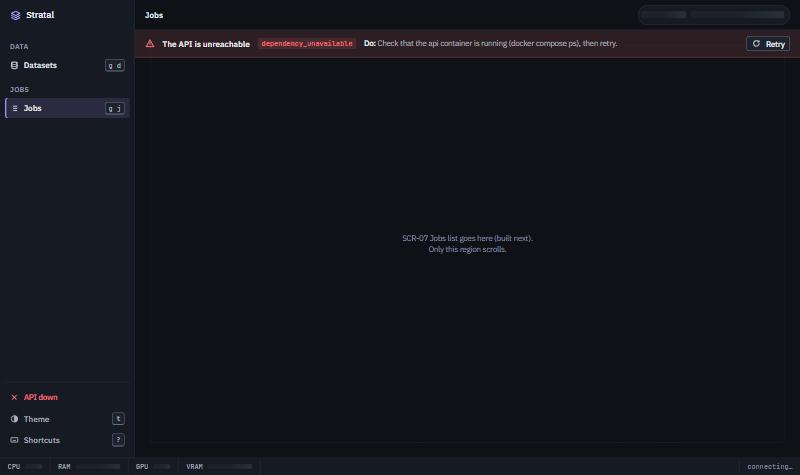 Stratal
Jobs
The API is unreachable dependency_unavailable Do: Check that the api container is running (docker compose ps), then retry. Retry
DATA
Datasets g d
JOBS
Jobs g j
SCR-07 Jobs list goes here (built next).
Only this region scrolls.
API down
Theme t
Shortcuts ?
CPU RAM GPU VRAM connecting…